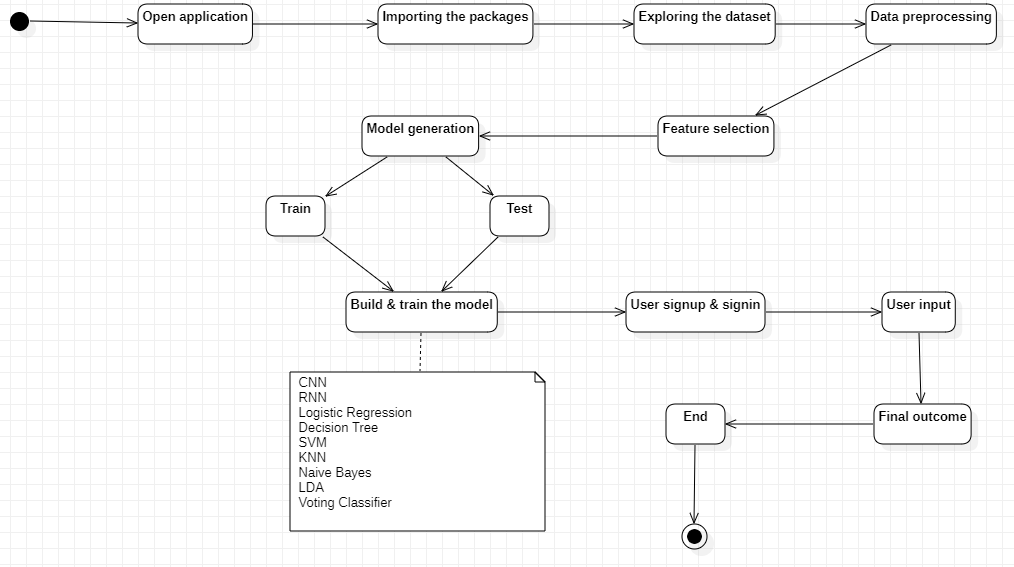 Open application
Importing the packages
Exploring the dataset
Data preprocessing
Model generation
Feature selection
Train
Test
Build & train the model
User signup & signin
User input
CNN
RNN
Logistic Regression
Decision Tree
SVM
KNN
Naive Bayes
LDA
Voting Classifier
End
Final outcome